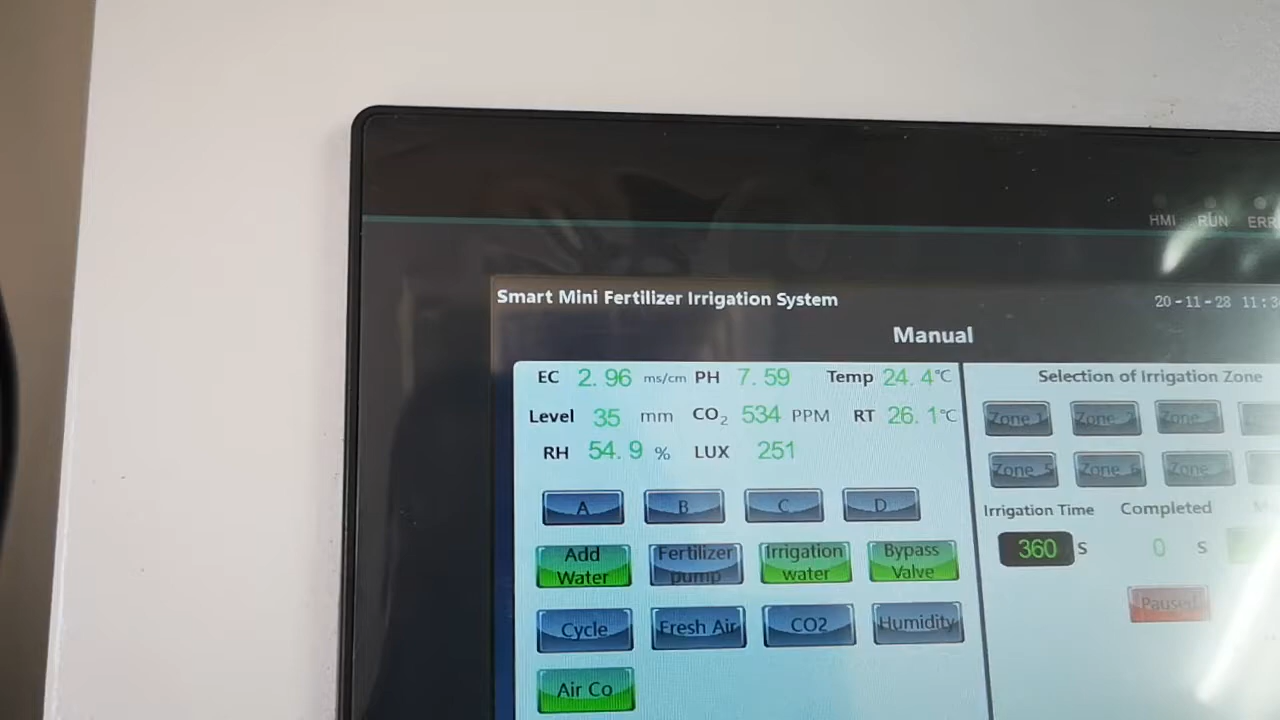 HMI RUN ERR
Smart Mini Fertilizer Irrigation System
20-11-28 11:3
Manual
EC 2.96 ms/cm PH 7.59 Temp 24.4°C
Level 35 mm CO₂ 534 PPM RT 26.1°C
RH 54.9 % LUX 251
A B C D
Add Water
Fertilizer pump
Irrigation water
Bypass Valve
Cycle Fresh Air CO2 Humidity
Air Co
Selection of Irrigation Zone
Zone 1 Zone 2 Zone
Zone 5 Zone 6 Zone
Irrigation Time Completed
360 S 0 S
Paused